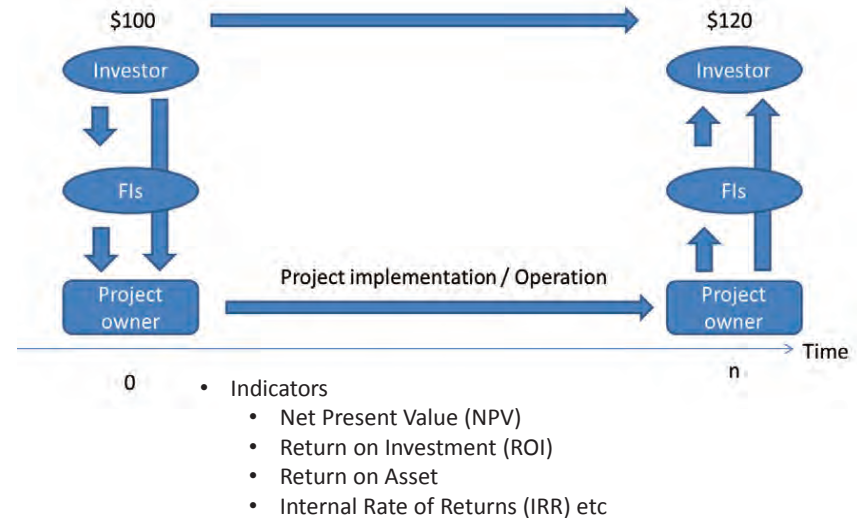 $100
$120
Investor
Investor
FIs
FIs
Project implementation / Operation
Project
owner
Project
owner
Time
0
n
• Indicators
• Net Present Value (NPV)
• Return on Investment (ROI)
• Return on Asset
• Internal Rate of Returns (IRR) etc